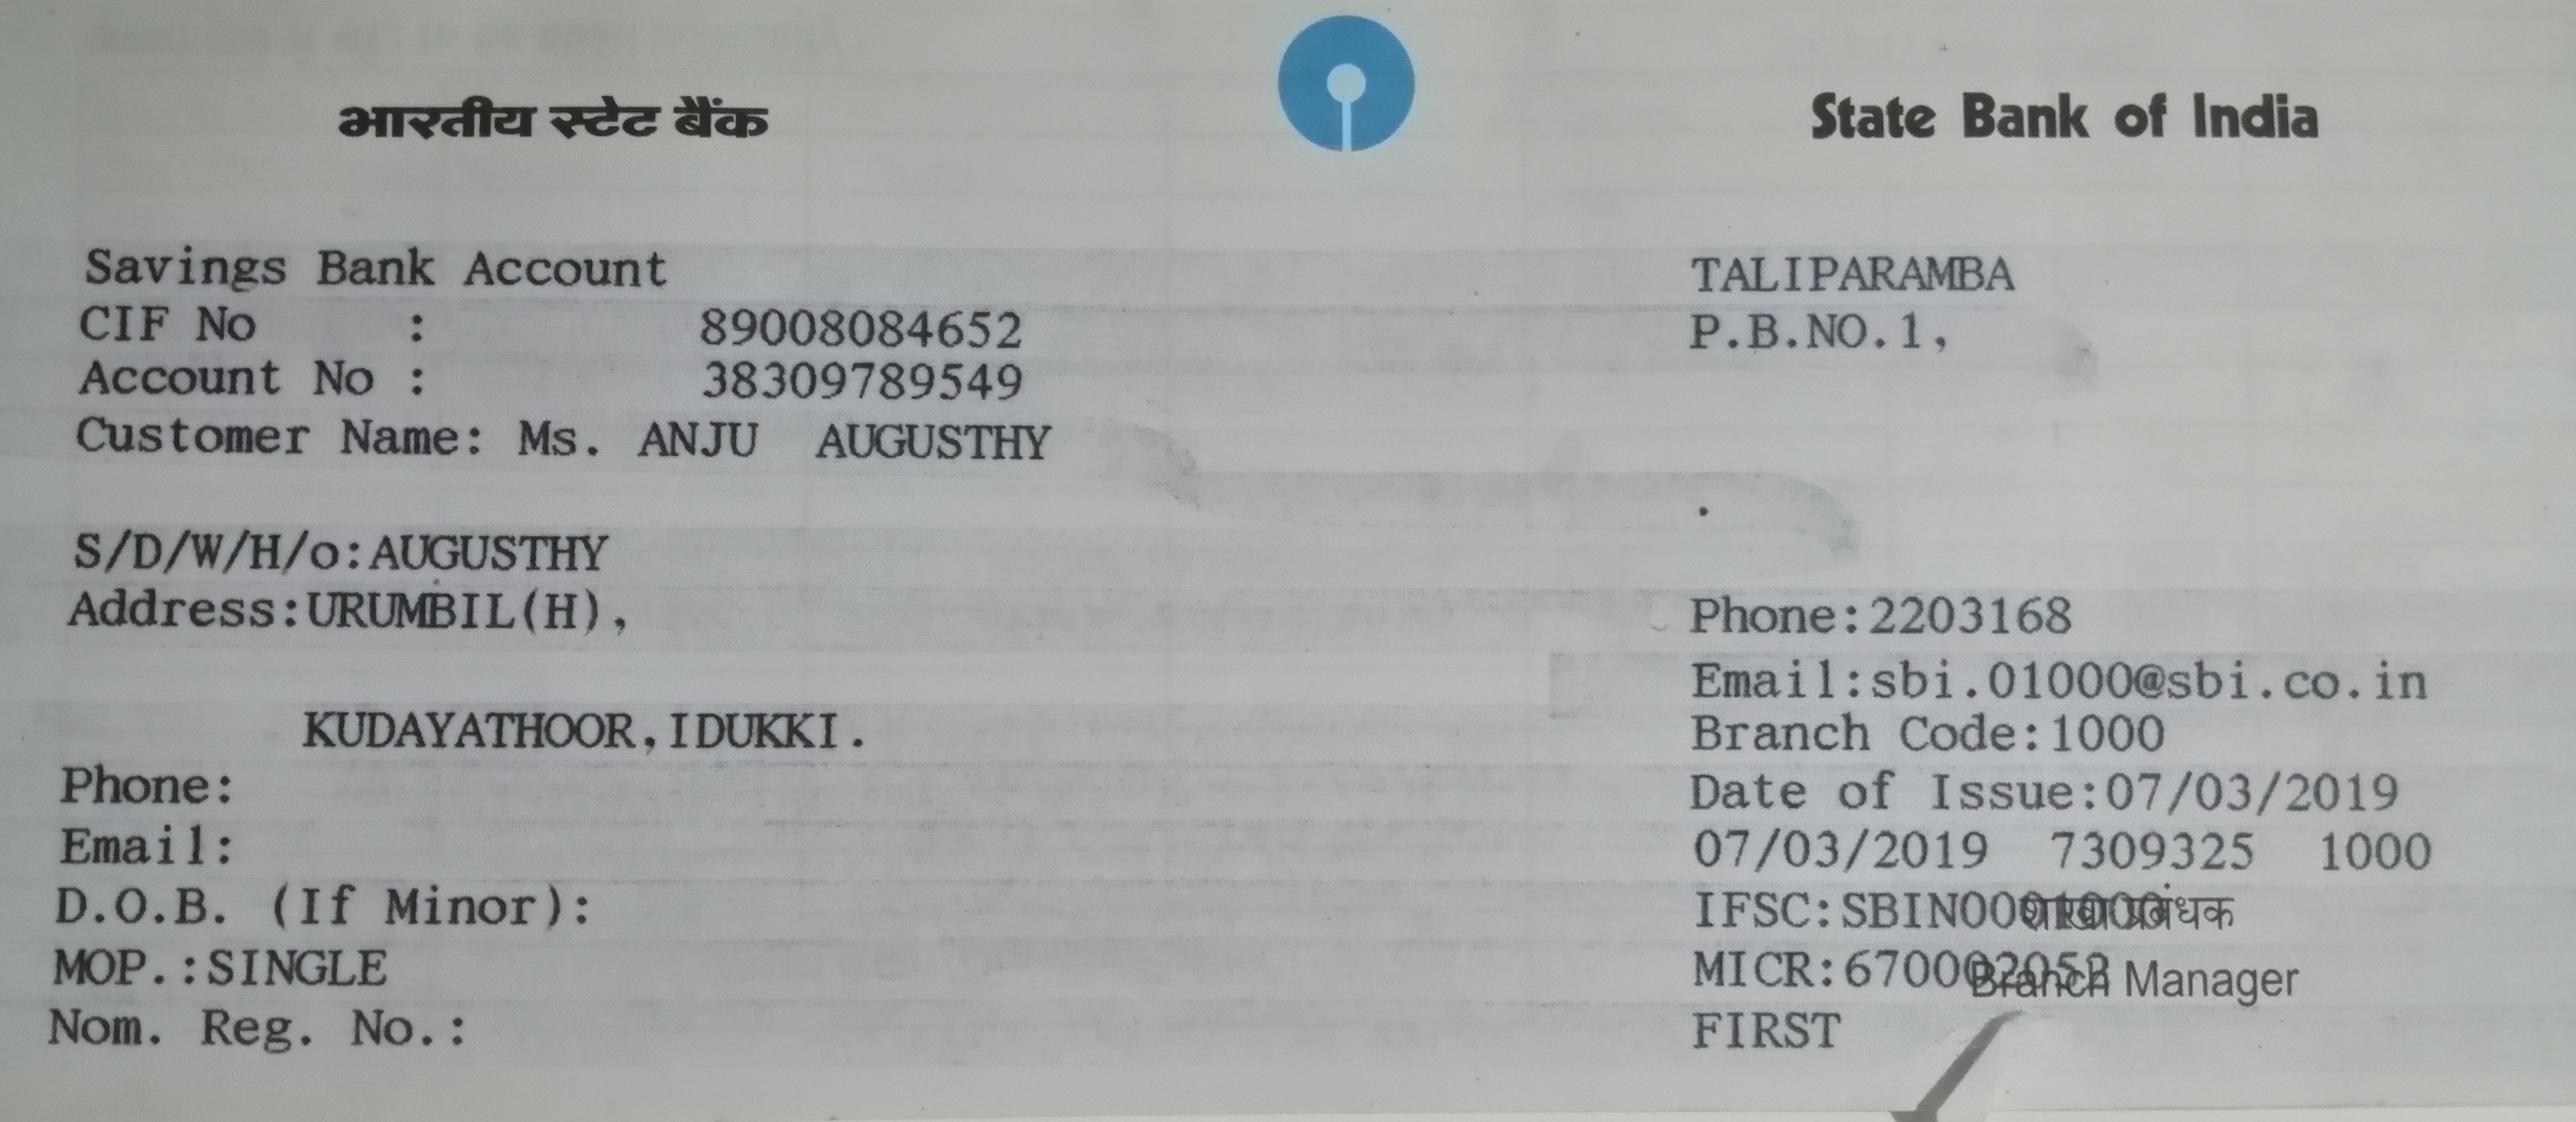 भारतीय स्टेट बैंक
State Bank of India
Savings Bank Account
CIF No : 89008084652
Account No : 38309789549
Customer Name: Ms. ANJU AUGUSTHY
S/D/W/H/o:AUGUSTHY
Address:URUMBIL(H),
KUDAYATHOOR,IDUKKI.
Phone:
Email:
D.O.B. (If Minor):
MOP.:SINGLE
Nom. Reg. No.:
TALIPARAMBA
P.B.NO.1,
.
Phone:2203168
Email:sbi.01000@sbi.co.in
Branch Code:1000
Date of Issue:07/03/2019
07/03/2019 7309325 1000
IFSC:SBIN0001000
शाखा प्रबंधक
MICR:670002052
Branch Manager
FIRST